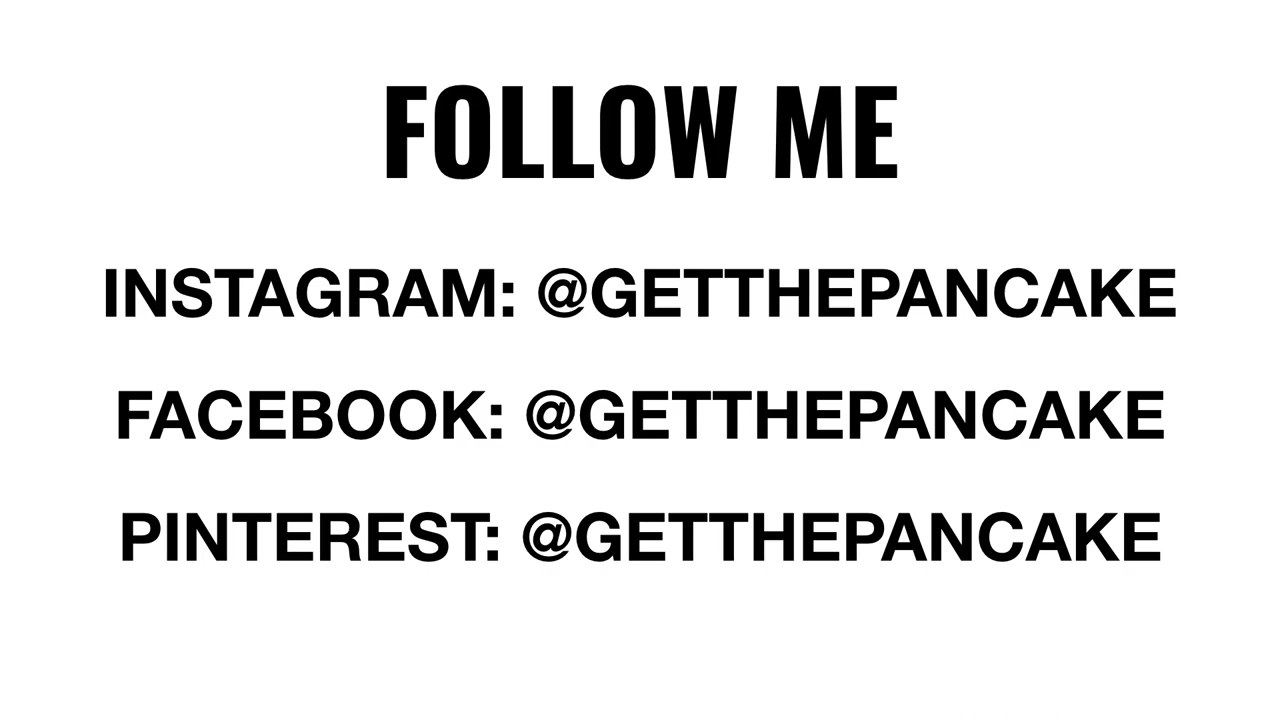 FOLLOW ME
INSTAGRAM: @GETTHEPANCAKE
FACEBOOK: @GETTHEPANCAKE
PINTEREST: @GETTHEPANCAKE